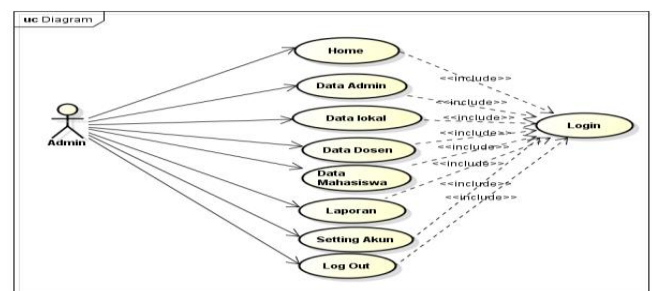 uc Diagram
Home
<<include>>
Data Admin
<<include>>
Data lokal
<<include>>
Login
Admin
<<include>>
Data Dosen
<<include>>
Data
Mahasiswa
<<include>>
<<include>>
Laporan
Setting Akun
Log Out